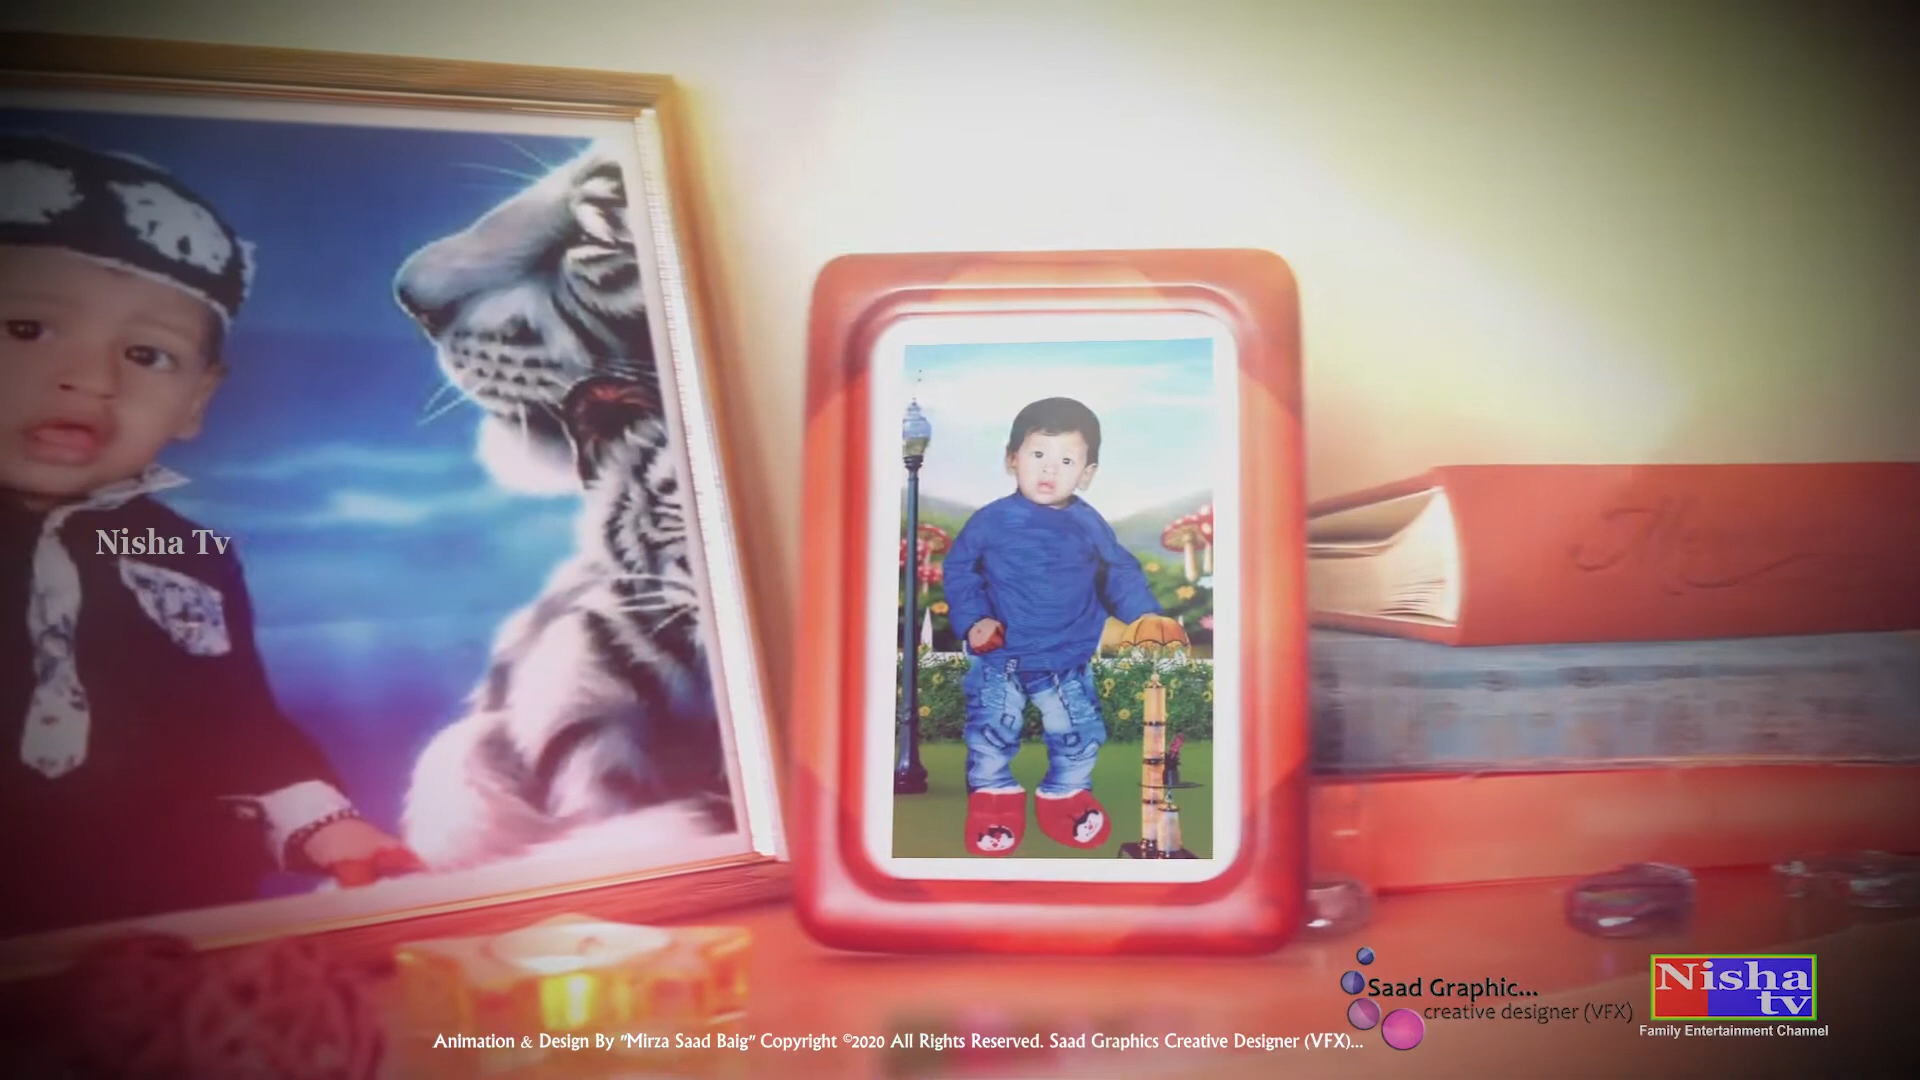 Nisha Tv
Saad Graphic...
creative designer (VFX)
Nisha
tv
Family Entertainment Channel
Animation & Design By "Mirza Saad Baig" Copyright ©2020 All Rights Reserved. Saad Graphics Creative Designer (VFX)...